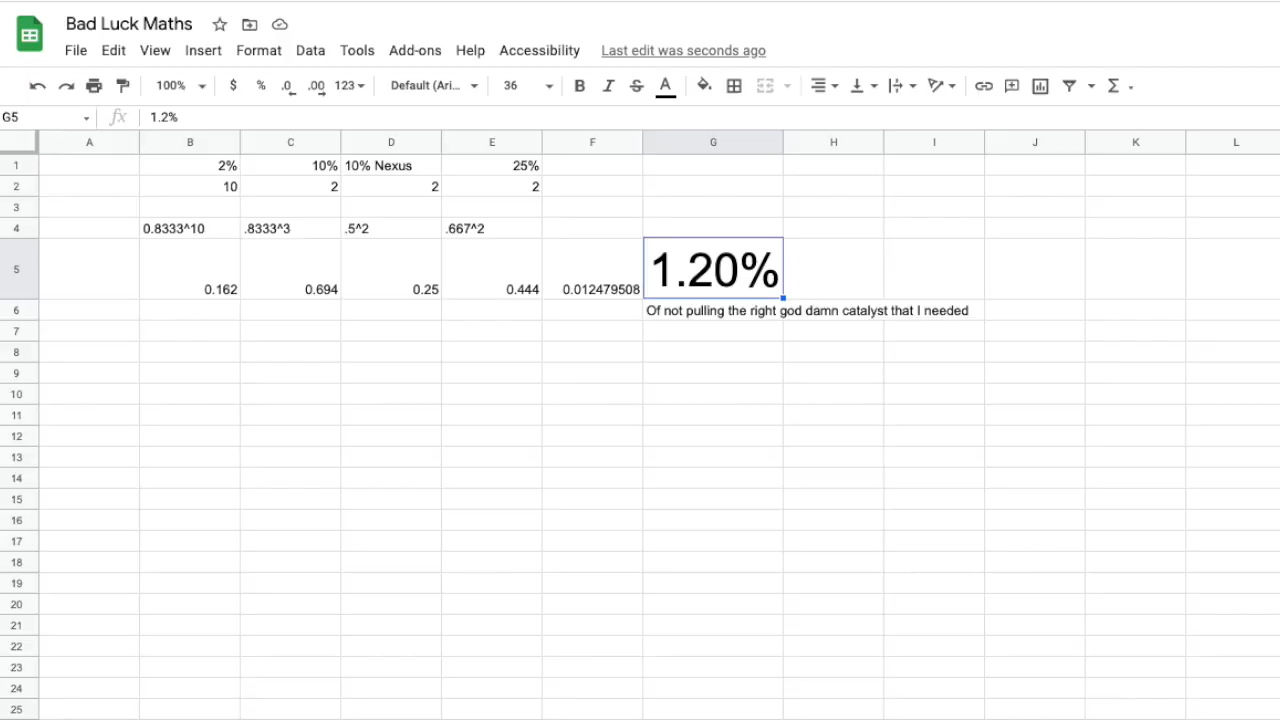 Bad Luck Maths
File Edit View Insert Format Data Tools Add-ons Help Accessibility Last edit was seconds ago
100% $ % .0 .00 123 Default (Ari... 36 B I S A Σ
G5 fx 1.2%
A B C D E F G H I J K L
1 2% 10% 10% Nexus 25%
2 10 2 2 2
3
4 0.8333^10 .8333^3 .5^2 .667^2
5 0.162 0.694 0.25 0.444 0.012479508 1.20%
6 Of not pulling the right god damn catalyst that I needed
7
8
9
10
11
12
13
14
15
16
17
18
19
20
21
22
23
24
25